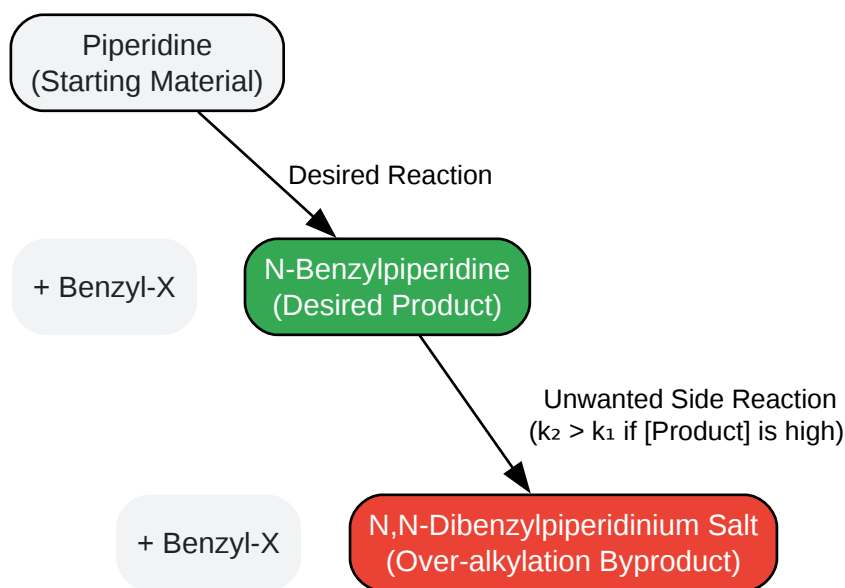 Piperidine
(Starting Material)
Desired Reaction
+ Benzyl-X
N-Benzylpiperidine
(Desired Product)
Unwanted Side Reaction
(k₂ > k₁ if [Product] is high)
+ Benzyl-X
N,N-Dibenzylpiperidinium Salt
(Over-alkylation Byproduct)